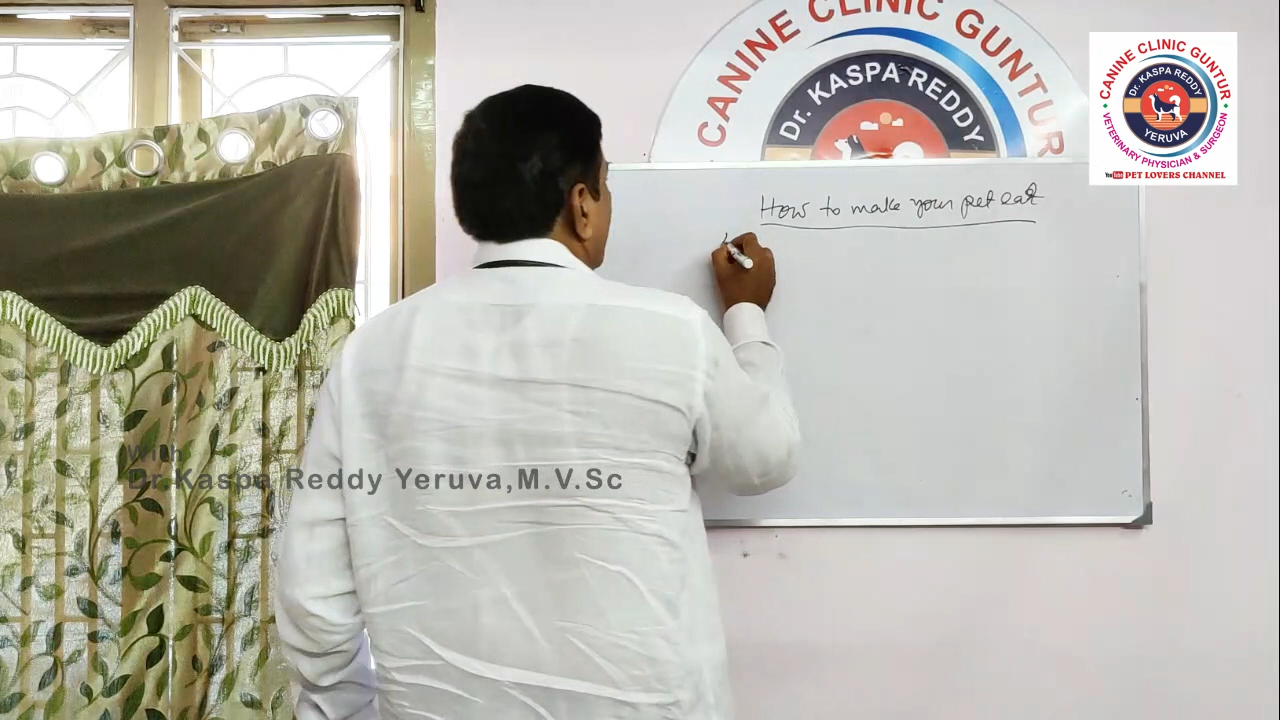 CANINE CLINIC GUNTUR
Dr. KASPA REDDY
How to make your pet eat
With
Dr.Kaspa Reddy Yeruva,M.V.Sc
CANINE CLINIC GUNTUR
Dr. KASPA REDDY
YERUVA
VETERINARY PHYSICIAN & SURGEON
YouTube PET LOVERS CHANNEL